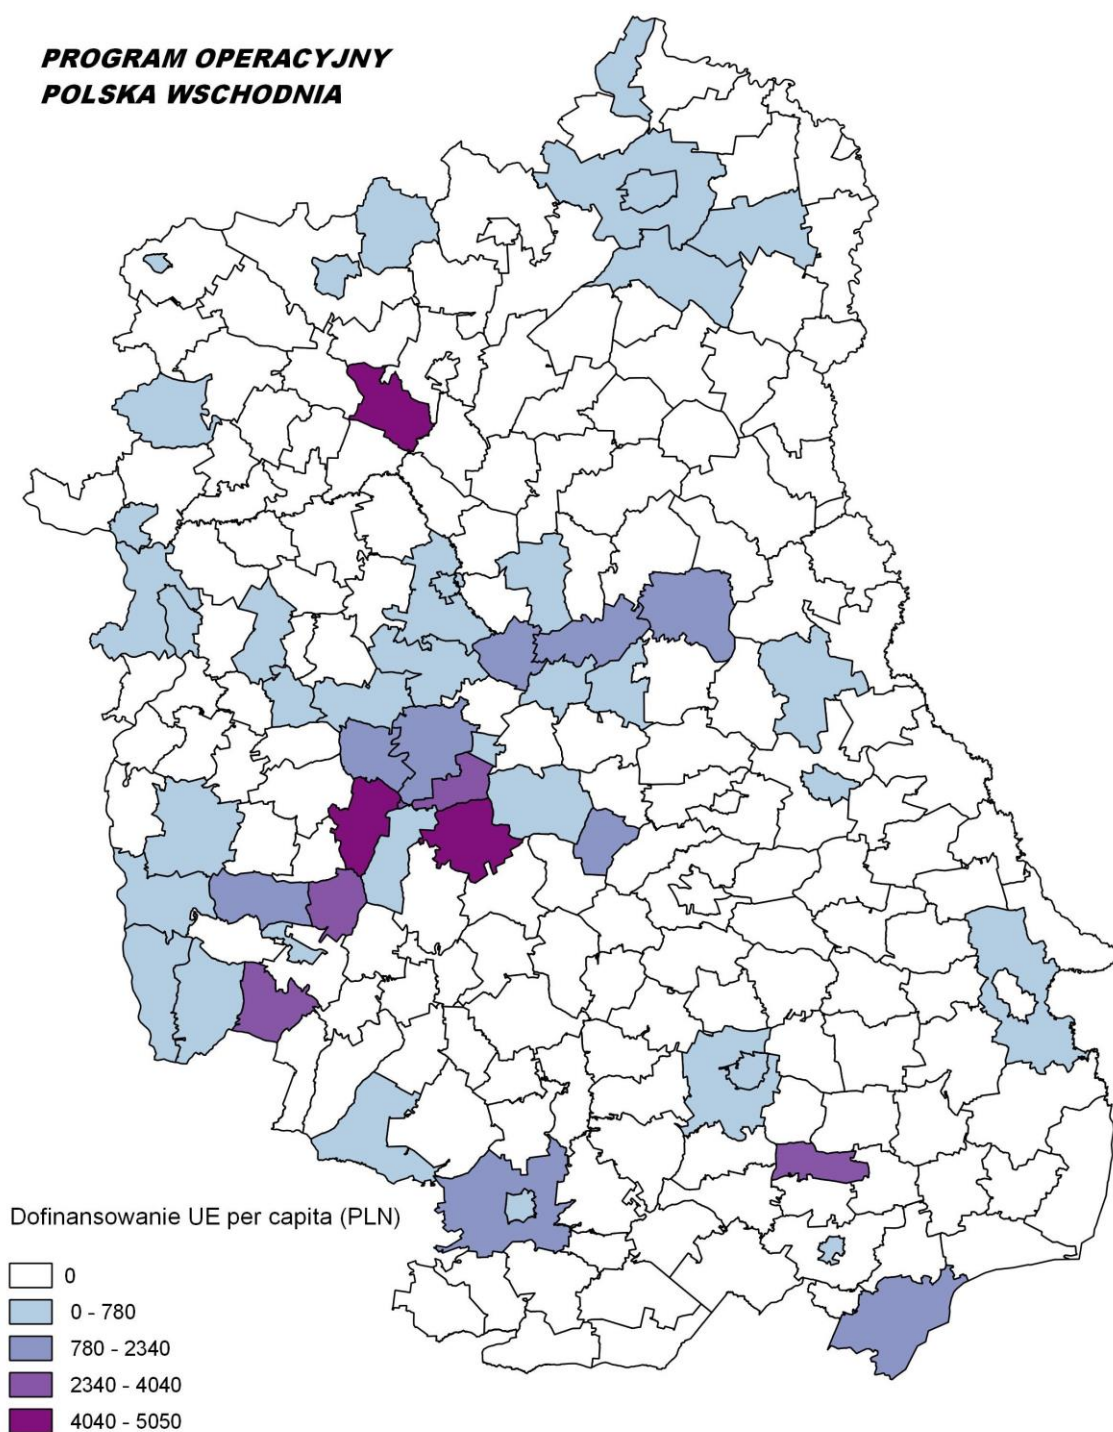 PROGRAM OPERACYJNY
POLSKA WSCHODNIA
Dofinansowanie UE per capita (PLN)
0
0 - 780
780 - 2340
2340 - 4040
4040 - 5050